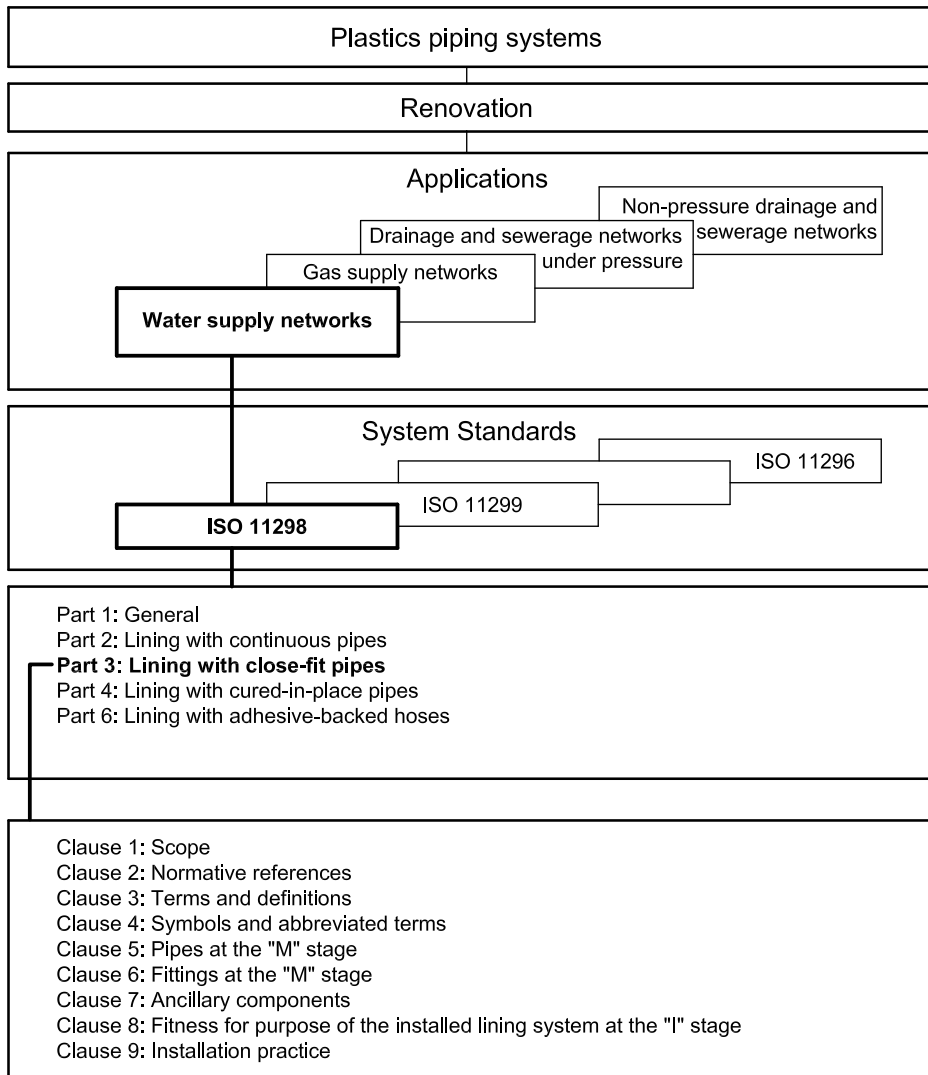 Plastics piping systems
Renovation
Applications
Non-pressure drainage and
sewerage networks
Drainage and sewerage networks
under pressure
Gas supply networks
Water supply networks
System Standards
ISO 11296
ISO 11299
ISO 11298
Part 1: General
Part 2: Lining with continuous pipes
Part 3: Lining with close-fit pipes
Part 4: Lining with cured-in-place pipes
Part 6: Lining with adhesive-backed hoses
Clause 1: Scope
Clause 2: Normative references
Clause 3: Terms and definitions
Clause 4: Symbols and abbreviated terms
Clause 5: Pipes at the "M" stage
Clause 6: Fittings at the "M" stage
Clause 7: Ancillary components
Clause 8: Fitness for purpose of the installed lining system at the "I" stage
Clause 9: Installation practice